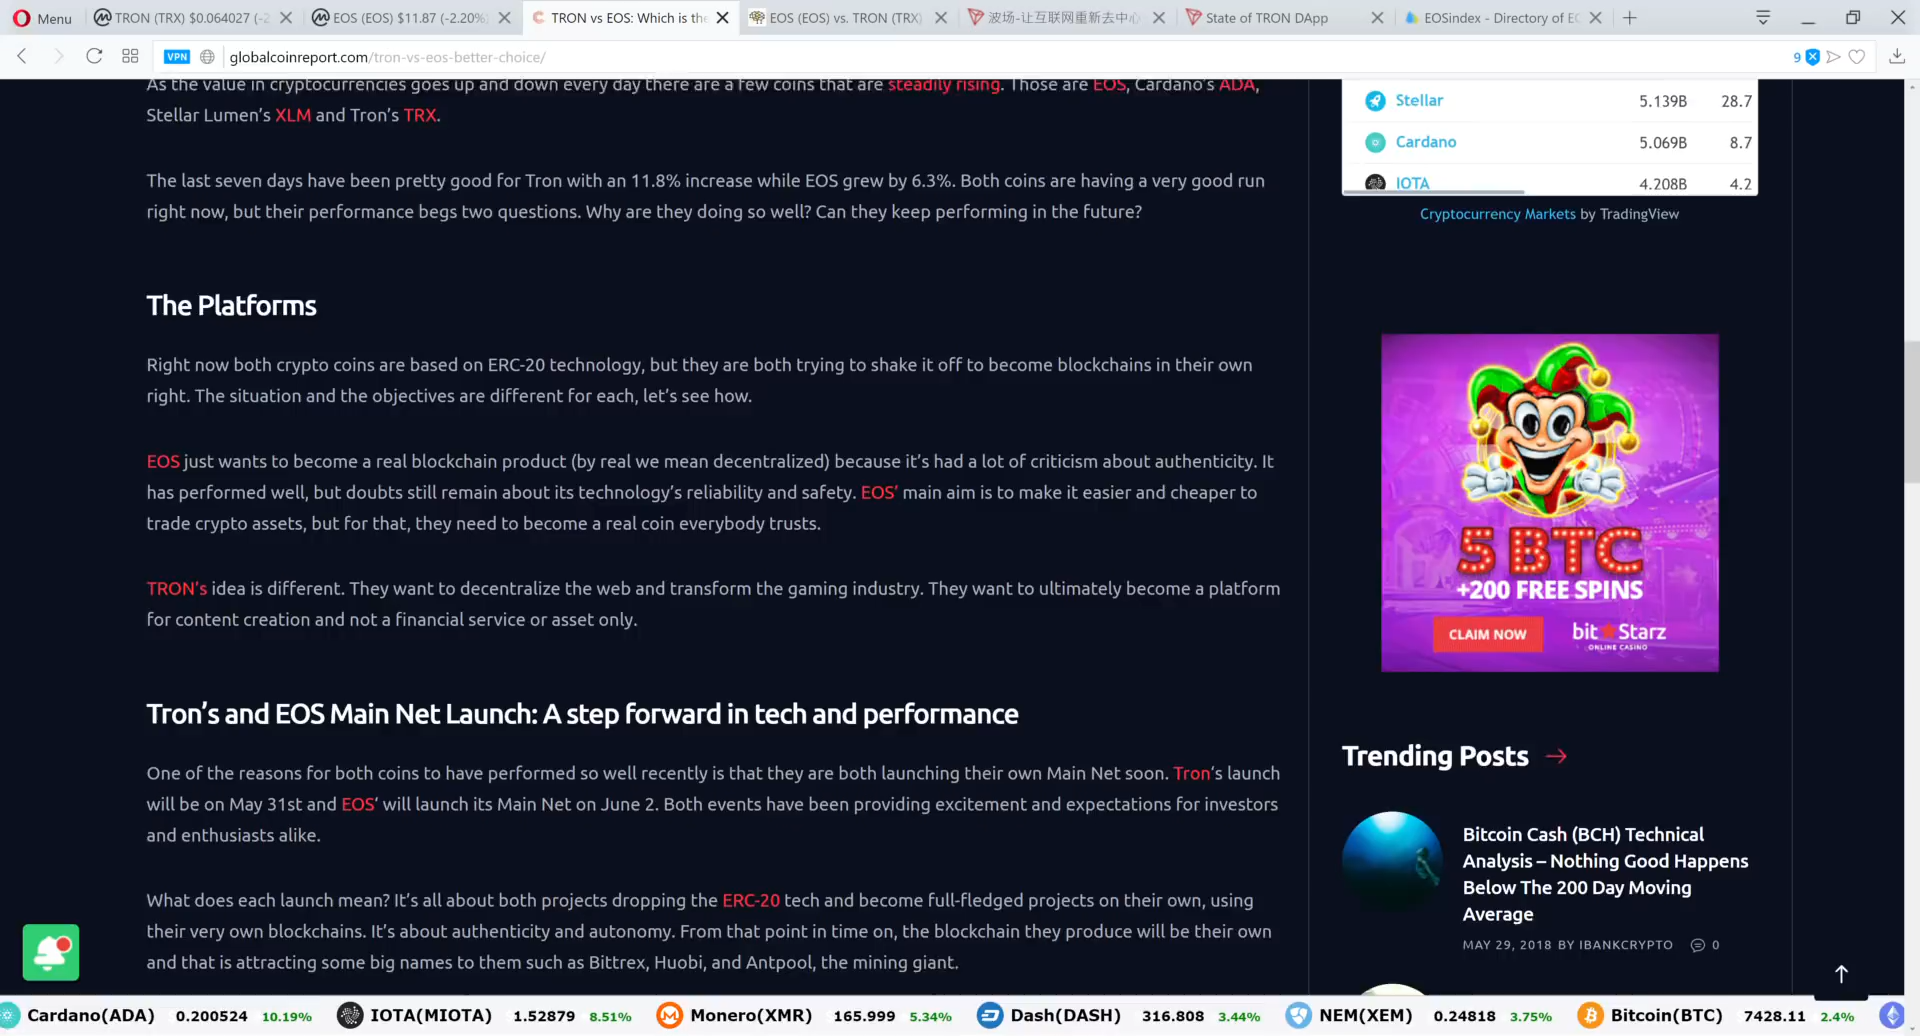 Menu
TRON (TRX) $0.064027 (-2
EOS (EOS) $11.87 (-2.20%
TRON vs EOS: Which is the
EOS (EOS) vs. TRON (TRX)
波场-让互联网重新去中心
State of TRON DApp
EOSindex - Directory of EO
VPN
globalcoinreport.com/tron-vs-eos-better-choice/
9
As the value in cryptocurrencies goes up and down every day there are a few coins that are steadily rising. Those are EOS, Cardano's ADA,
Stellar Lumen's XLM and Tron's TRX.
The last seven days have been pretty good for Tron with an 11.8% increase while EOS grew by 6.3%. Both coins are having a very good run
right now, but their performance begs two questions. Why are they doing so well? Can they keep performing in the future?
The Platforms
Right now both crypto coins are based on ERC-20 technology, but they are both trying to shake it off to become blockchains in their own
right. The situation and the objectives are different for each, let's see how.
EOS just wants to become a real blockchain product (by real we mean decentralized) because it's had a lot of criticism about authenticity. It
has performed well, but doubts still remain about its technology's reliability and safety. EOS' main aim is to make it easier and cheaper to
trade crypto assets, but for that, they need to become a real coin everybody trusts.
TRON's idea is different. They want to decentralize the web and transform the gaming industry. They want to ultimately become a platform
for content creation and not a financial service or asset only.
Tron's and EOS Main Net Launch: A step forward in tech and performance
One of the reasons for both coins to have performed so well recently is that they are both launching their own Main Net soon. Tron's launch
will be on May 31st and EOS' will launch its Main Net on June 2. Both events have been providing excitement and expectations for investors
and enthusiasts alike.
What does each launch mean? It's all about both projects dropping the ERC-20 tech and become full-fledged projects on their own, using
their very own blockchains. It's about authenticity and autonomy. From that point in time on, the blockchain they produce will be their own
and that is attracting some big names to them such as Bittrex, Huobi, and Antpool, the mining giant.
Stellar 5.139B 28.7
Cardano 5.069B 8.7
IOTA 4.208B 4.2
Cryptocurrency Markets by TradingView
5 BTC
+200 FREE SPINS
CLAIM NOW
bitStarz
ONLINE CASINO
Trending Posts
Bitcoin Cash (BCH) Technical
Analysis – Nothing Good Happens
Below The 200 Day Moving
Average
MAY 29, 2018 BY IBANKCRYPTO 0
Cardano(ADA) 0.200524 10.19% IOTA(MIOTA) 1.52879 8.51% Monero(XMR) 165.999 5.34% Dash(DASH) 316.808 3.44% NEM(XEM) 0.24818 3.75% Bitcoin(BTC) 7428.11 2.4%